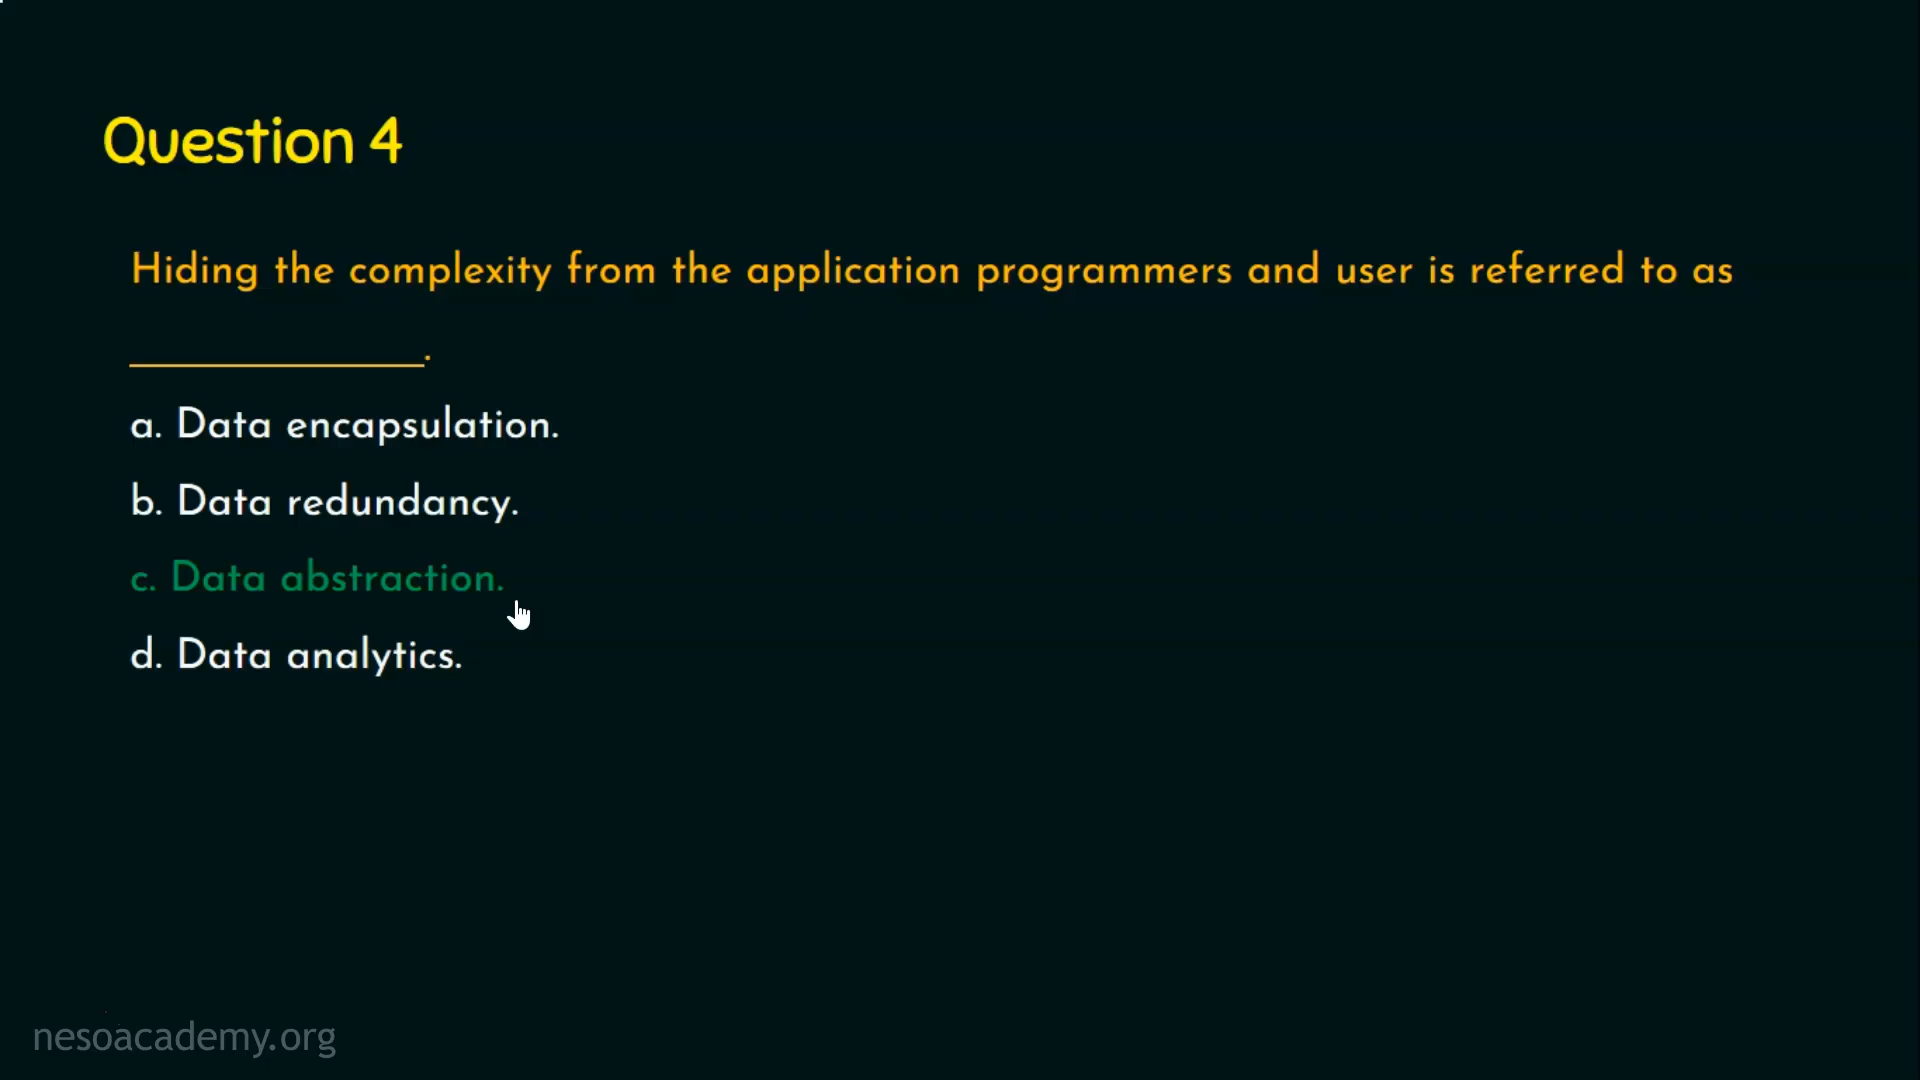 Question 4
Hiding the complexity from the application programmers and user is referred to as
______________.
a. Data encapsulation.
b. Data redundancy.
c. Data abstraction.
d. Data analytics.
nesoacademy.org